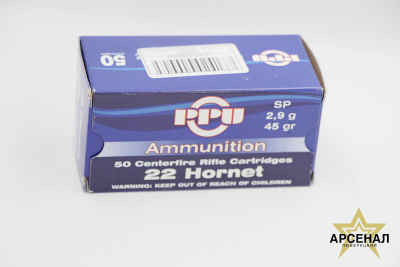 50
PPU
SP
2,9 g
45 gr
Ammunition
50 Centerfire Rifle Cartridges
22 Hornet
WARNING: KEEP OUT OF REACH OF CHILDREN
АРСЕНАЛ
ЛЮБЕРЕЦКИЙ